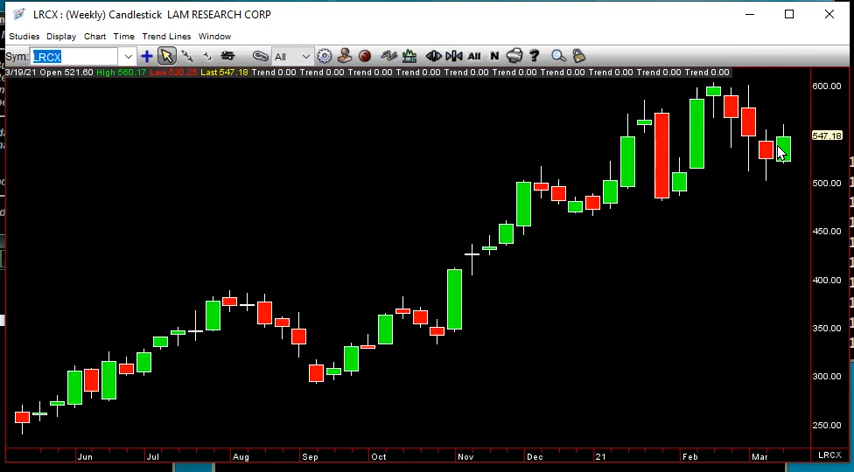 LRCX : (Weekly) Candlestick LAM RESEARCH CORP
Studies Display Chart Time Trend Lines Window
Sym: LRCX All All N ?
3/19/21 Open 521.60 High 560.17 Low 520.25 Last 547.18 Trend 0.00 Trend 0.00 Trend 0.00 Trend 0.00 Trend 0.00 Trend 0.00 Trend 0.00 Trend 0.00 Trend 0.00 Trend 0.00
600.00
547.18
500.00
450.00
400.00
350.00
300.00
250.00
Jun Jul Aug Sep Oct Nov Dec 21 Feb Mar LRCX